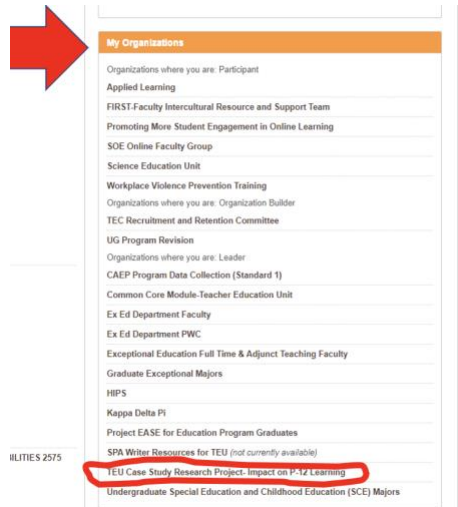 My Organizations
Organizations where you are: Participant
Applied Learning
FIRST-Faculty Intercultural Resource and Support Team
Promoting More Student Engagement in Online Learning
SOE Online Faculty Group
Science Education Unit
Workplace Violence Prevention Training
Organizations where you are: Organization Builder
TEC Recruitment and Retention Committee
UG Program Revision
Organizations where you are: Leader
CAEP Program Data Collection (Standard 1)
Common Core Module-Teacher Education Unit
Ex Ed Department Faculty
Ex Ed Department PWC
Exceptional Education Full Time & Adjunct Teaching Faculty
Graduate Exceptional Majors
HIPS
Kappa Delta Pi
Project EASE for Education Program Graduates
SPA Writer Resources for TEU (not currently available)
ILITIES 2575
TEU Case Study Research Project- Impact on P-12 Learning
Undergraduate Special Education and Childhood Education (SCE) Majors